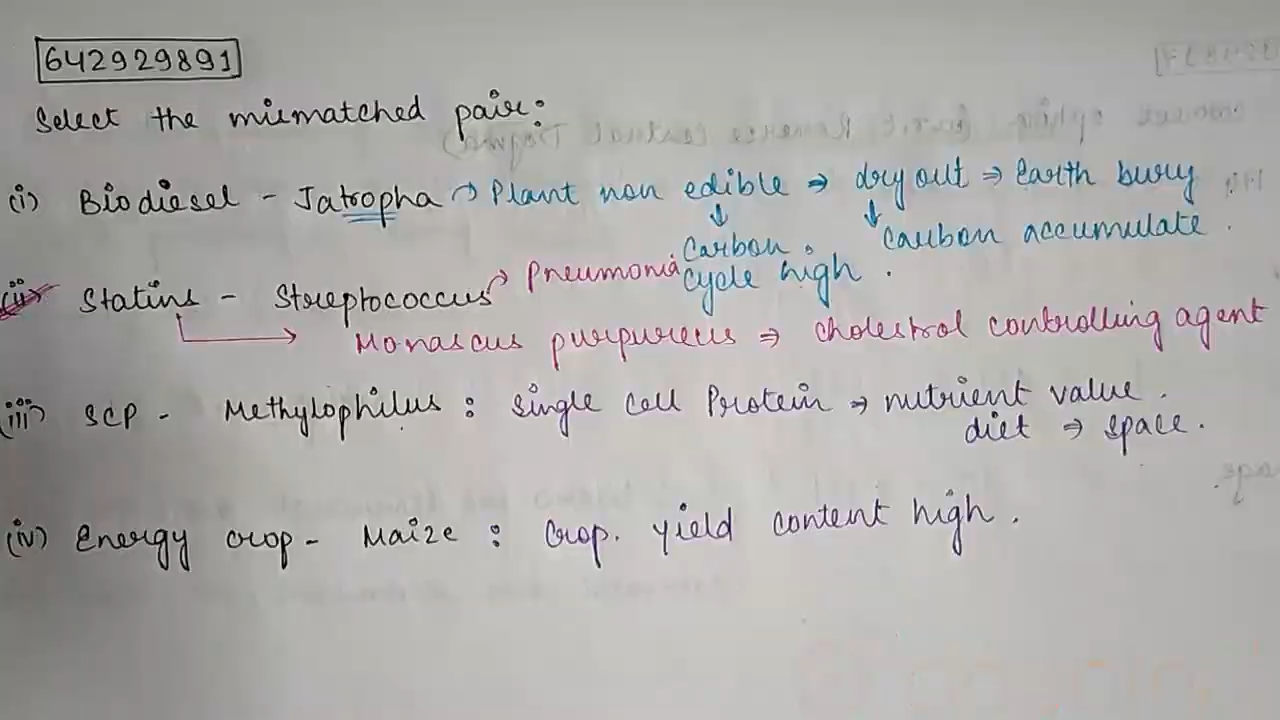 642929891
Select the mismatched pair:
(i) Biodiesel - Jatropha → Plant non edible ⇒ dry out ⇒ Earth bury
↓ Carbon cycle high. ↓ carbon accumulate.
(ii) Statins - Streptococcus → Pneumonia
→ Monascus purpureus ⇒ cholestrol controlling agent
(iii) SCP - Methylophilus : Single cell Protein → nutrient value.
diet ⇒ space.
(iv) Energy crop - Maize : Crop. yield content high.